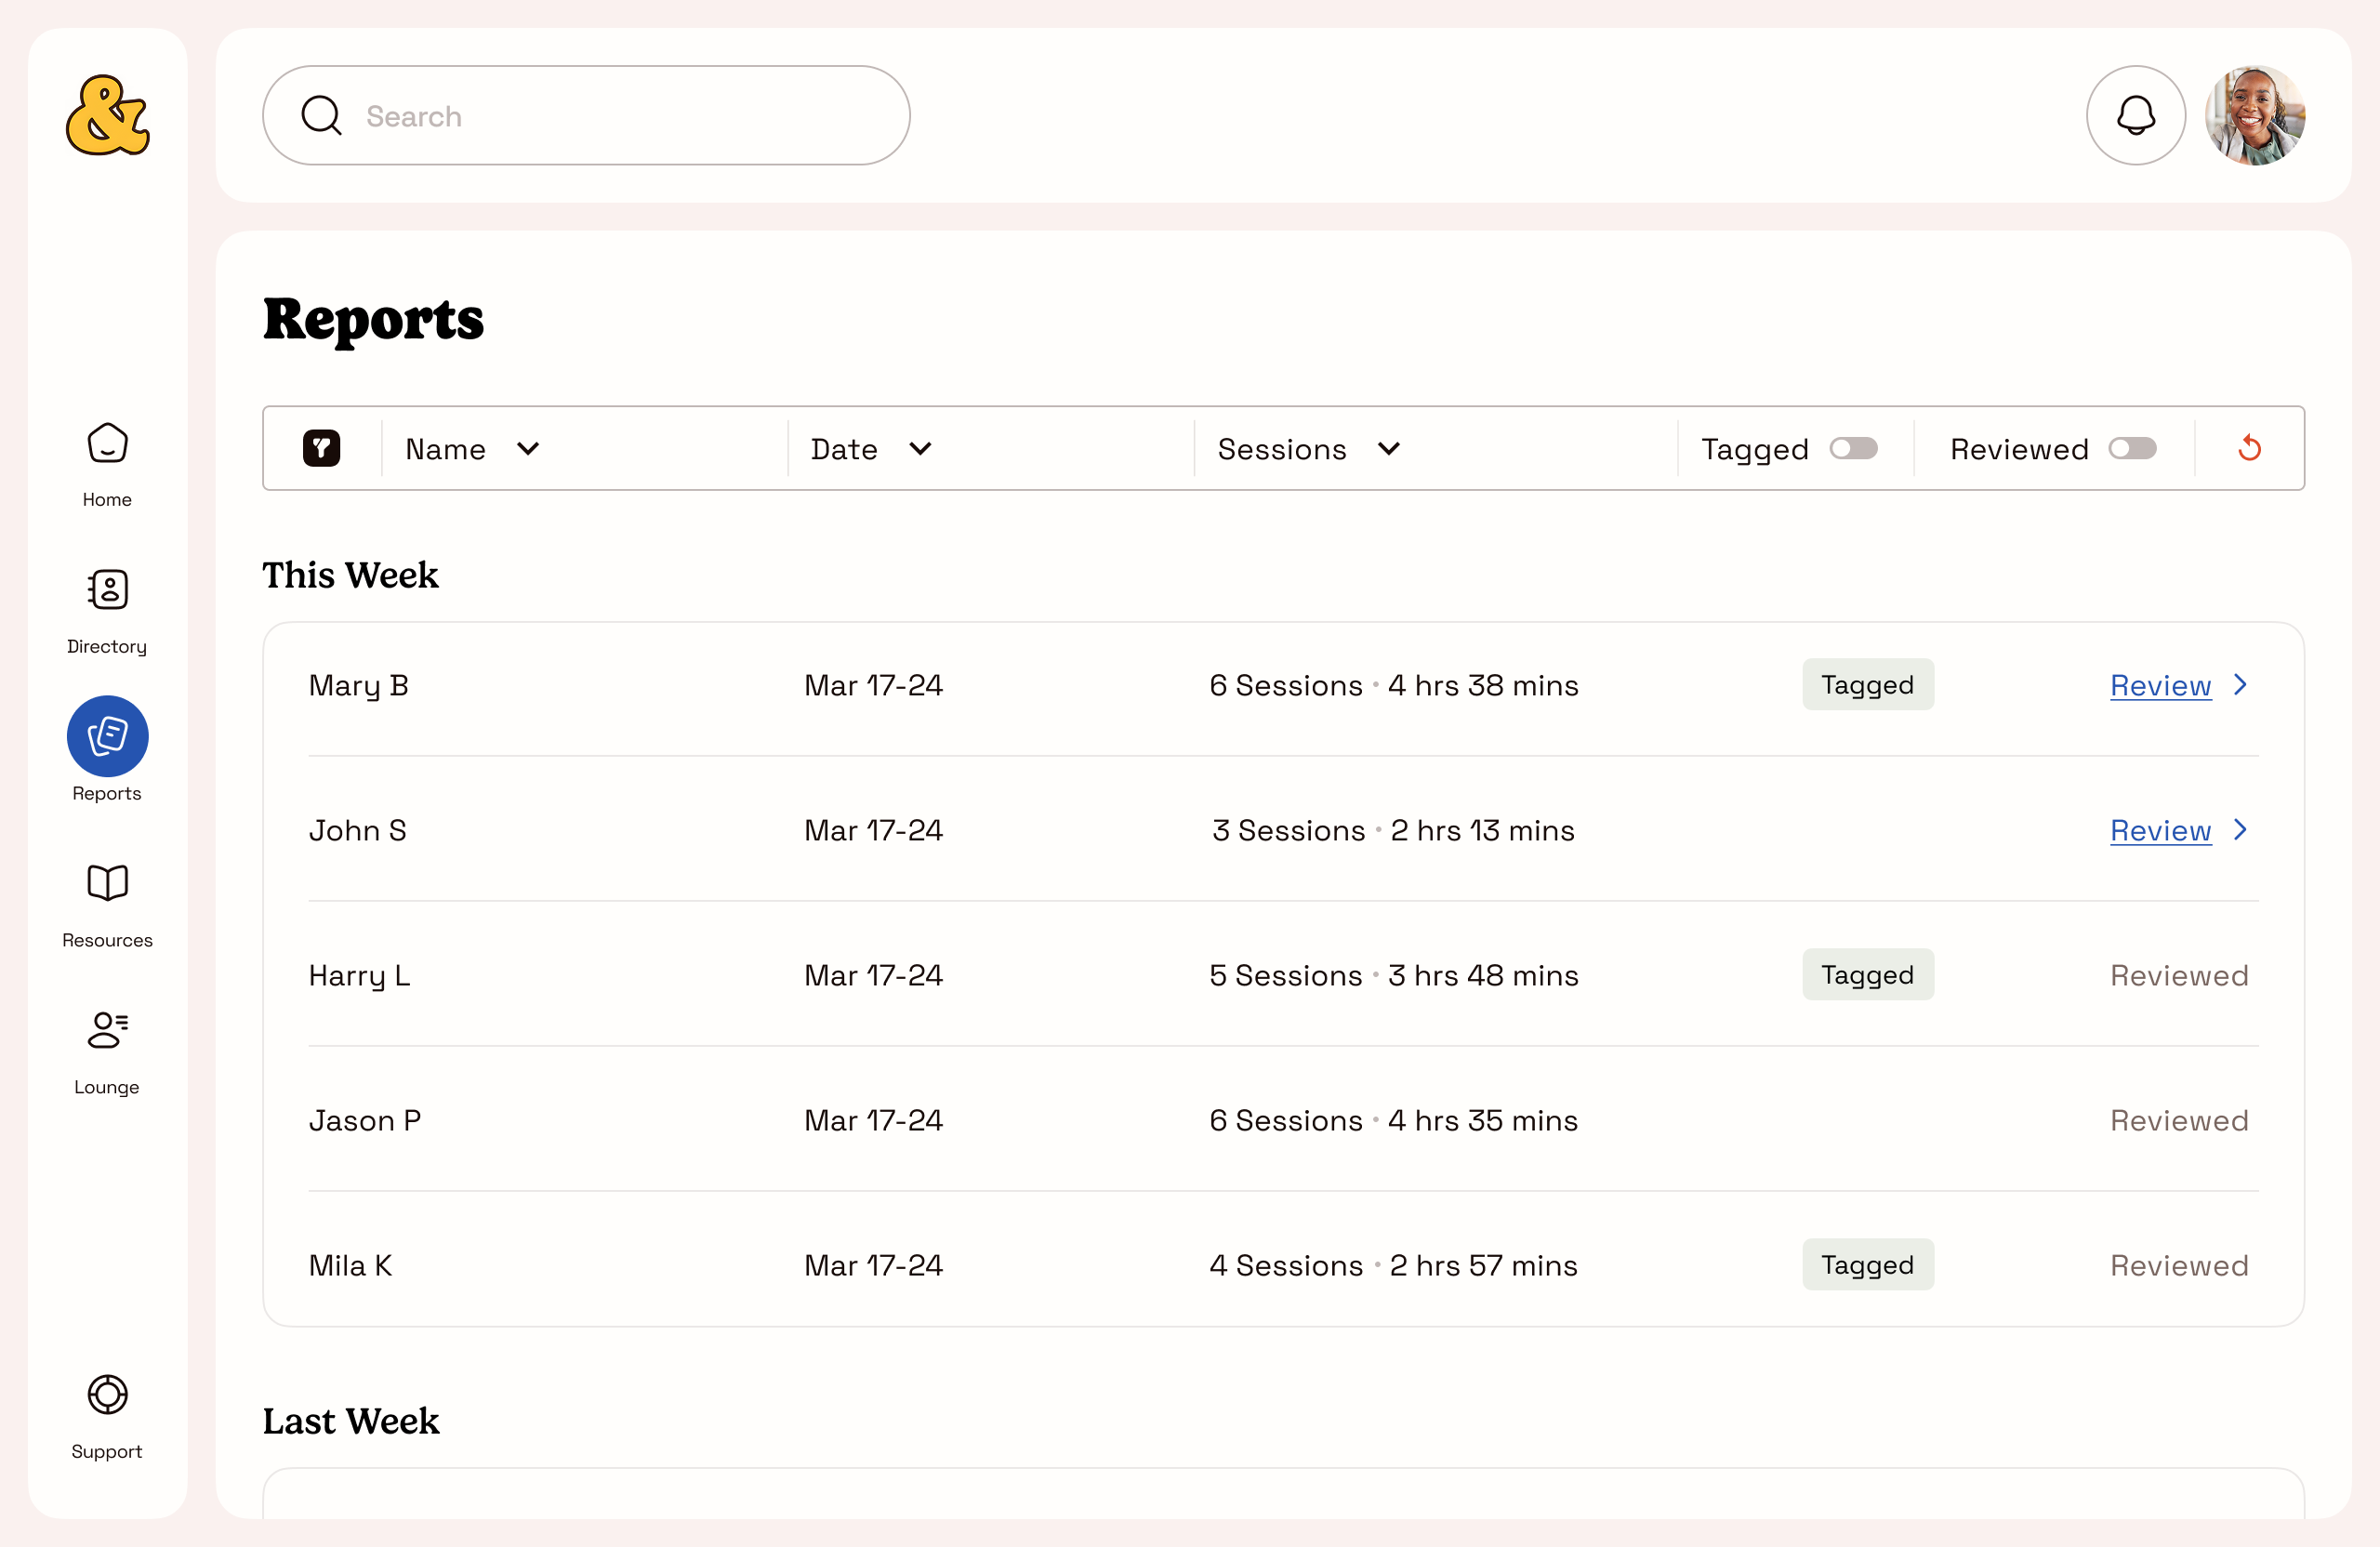 &
Search
Reports
Name Date Sessions Tagged Reviewed
Home
Directory
Reports
Resources
Lounge
Support
This Week
Mary B Mar 17-24 6 Sessions • 4 hrs 38 mins Tagged Review
John S Mar 17-24 3 Sessions • 2 hrs 13 mins Review
Harry L Mar 17-24 5 Sessions • 3 hrs 48 mins Tagged Reviewed
Jason P Mar 17-24 6 Sessions • 4 hrs 35 mins Reviewed
Mila K Mar 17-24 4 Sessions • 2 hrs 57 mins Tagged Reviewed
Last Week